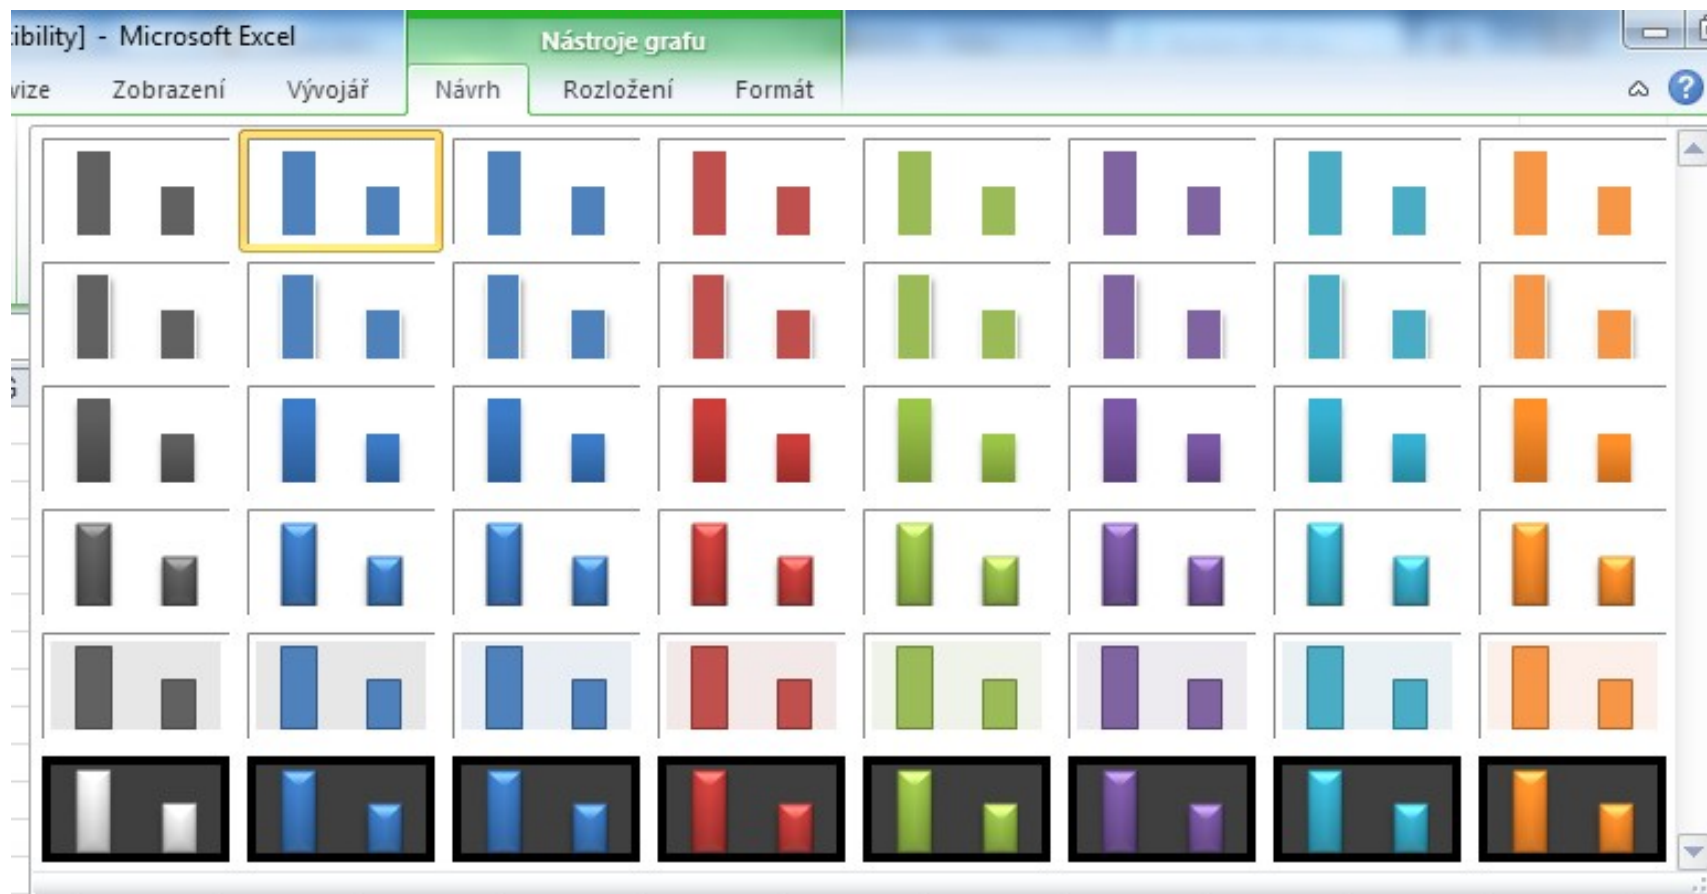 ibility] - Microsoft Excel
Nástroje grafu
vize Zobrazení Vývojář Návrh Rozložení Formát
?
G